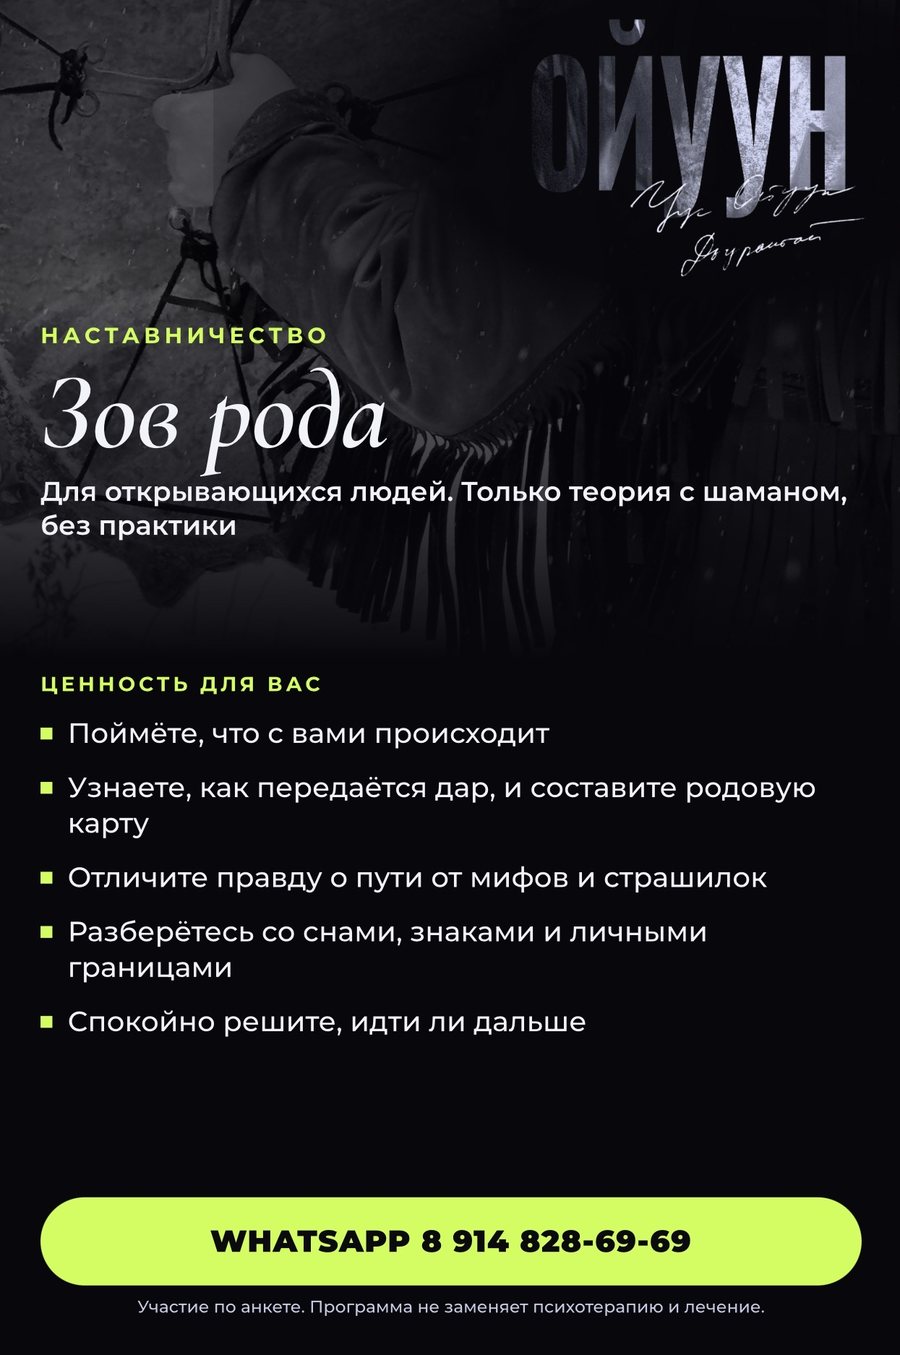 ОЙУУН
Улуу Ойуун
Дьурантай
НАСТАВНИЧЕСТВО
Зов рода
Для открывающихся людей. Только теория с шаманом,
без практики
ЦЕННОСТЬ ДЛЯ ВАС
Поймёте, что с вами происходит
Узнаете, как передаётся дар, и составите родовую
карту
Отличите правду о пути от мифов и страшилок
Разберётесь со снами, знаками и личными
границами
Спокойно решите, идти ли дальше
WHATSAPP 8 914 828-69-69
Участие по анкете. Программа не заменяет психотерапию и лечение.